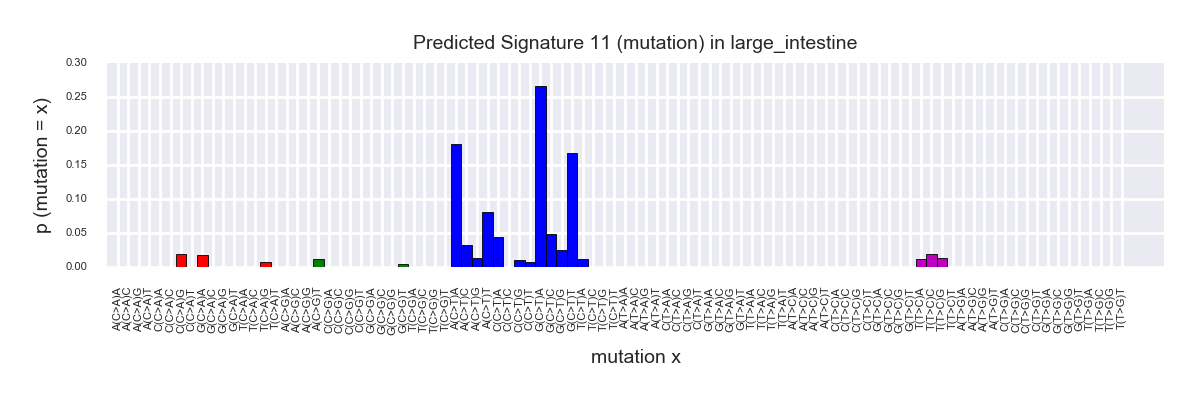 Predicted Signature 11 (mutation) in large_intestine
p (mutation = x)
0.30
0.25
0.20
0.15
0.10
0.05
0.00
A(C>A)A
A(C>A)C
A(C>A)G
A(C>A)T
C(C>A)A
C(C>A)C
C(C>A)G
C(C>A)T
G(C>A)A
G(C>A)C
G(C>A)G
G(C>A)T
T(C>A)A
T(C>A)C
T(C>A)G
T(C>A)T
A(C>G)A
A(C>G)C
A(C>G)G
A(C>G)T
C(C>G)A
C(C>G)C
C(C>G)G
C(C>G)T
G(C>G)A
G(C>G)C
G(C>G)G
G(C>G)T
T(C>G)A
T(C>G)C
T(C>G)G
T(C>G)T
A(C>T)A
A(C>T)C
A(C>T)G
A(C>T)T
C(C>T)A
C(C>T)C
C(C>T)G
C(C>T)T
G(C>T)A
G(C>T)C
G(C>T)G
G(C>T)T
T(C>T)A
T(C>T)C
T(C>T)G
T(C>T)T
A(T>A)A
A(T>A)C
A(T>A)G
A(T>A)T
C(T>A)A
C(T>A)C
C(T>A)G
C(T>A)T
G(T>A)A
G(T>A)C
G(T>A)G
G(T>A)T
T(T>A)A
T(T>A)C
T(T>A)G
T(T>A)T
A(T>C)A
A(T>C)C
A(T>C)G
A(T>C)T
C(T>C)A
C(T>C)C
C(T>C)G
C(T>C)T
G(T>C)A
G(T>C)C
G(T>C)G
G(T>C)T
T(T>C)A
T(T>C)C
T(T>C)G
T(T>C)T
A(T>G)A
A(T>G)C
A(T>G)G
A(T>G)T
C(T>G)A
C(T>G)C
C(T>G)G
C(T>G)T
G(T>G)A
G(T>G)C
G(T>G)G
G(T>G)T
T(T>G)A
T(T>G)C
T(T>G)G
T(T>G)T
mutation x